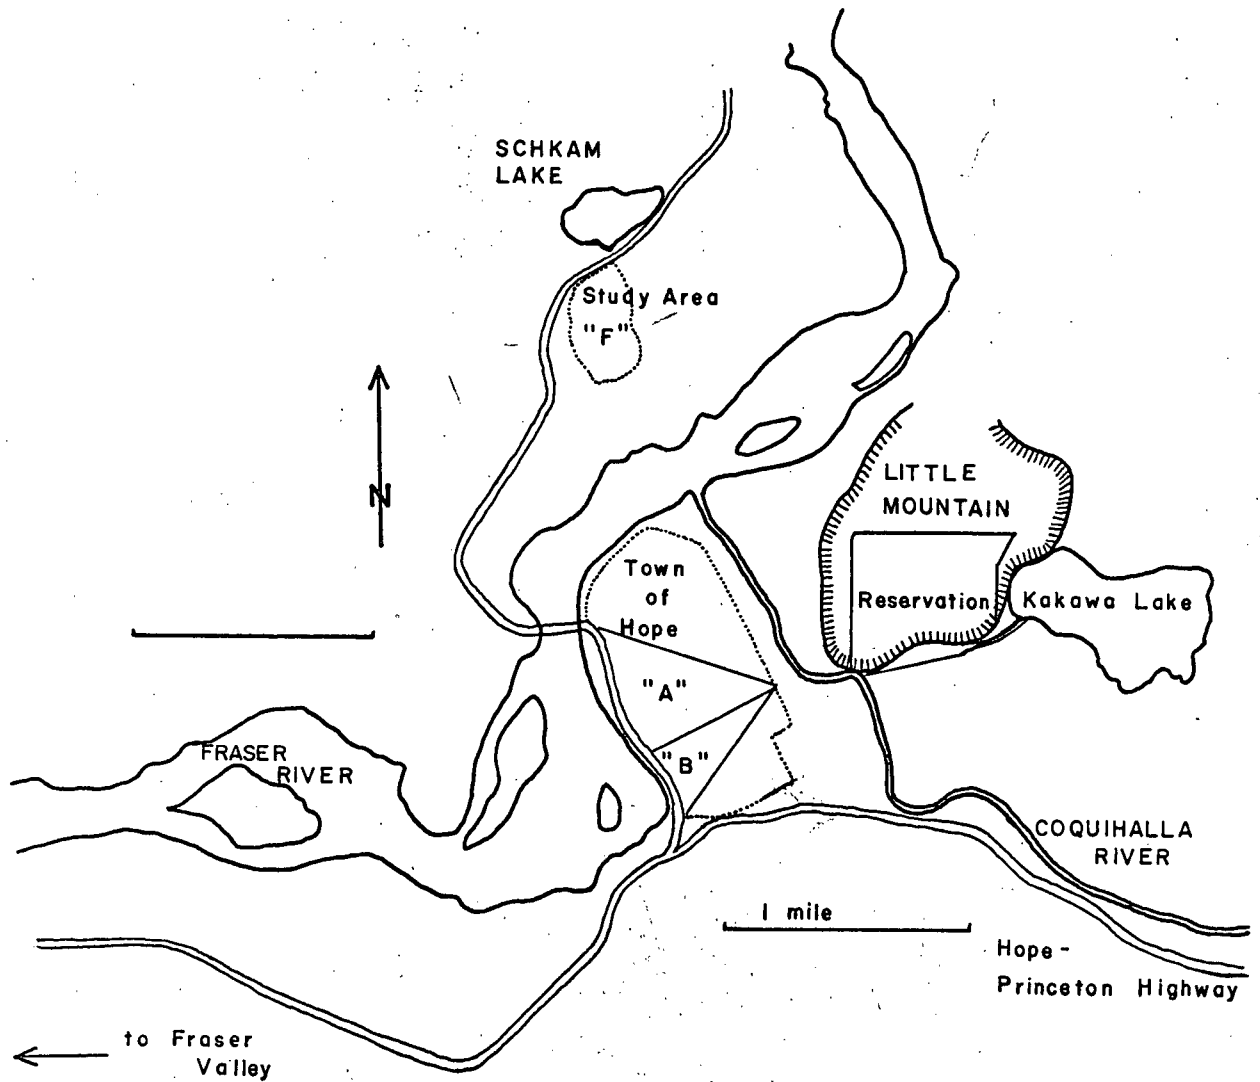 SCHKAM
LAKE
Study Area
"F"
N
LITTLE
MOUNTAIN
Town
of
Hope
Reservation
Kakawa Lake
"A"
"B"
FRASER
RIVER
COQUIHALLA
RIVER
1 mile
Hope-
Princeton Highway
to Fraser
Valley